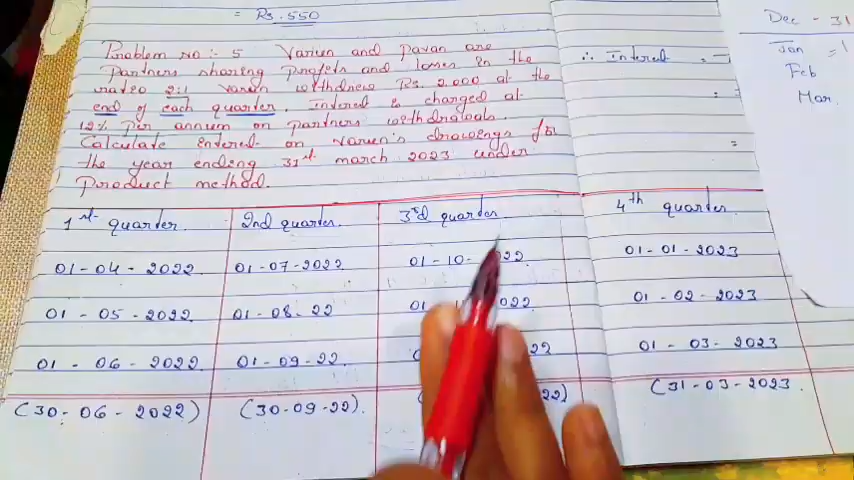 = Rs. 550
Problem no :- 5 Varun and Pavan are
Partners sharing Profits and losses in the
ratio 2:1 Varun withdrew Rs. 2,000 at the
end of each quarter. Interest is charged at
12% Per annum on partners withdrawals.
Calculate interest on Varun's drawings for
the year ending 31st march 2023 under
Product method.
∴ Interest =
=
=
Dec - 31
Jan = 1
Feb
Mar
1st quarter 2nd quarter 3rd quarter 4th quarter
01-04-2022 01-07-2022 01-10-2022 01-01-2023
01-05-2022 01-08-22 2022 01-02-2023
01-06-2022 01-09-22 22 01-03-2023
(30-06-2022) (30-09-22) 22) (31-03-2023